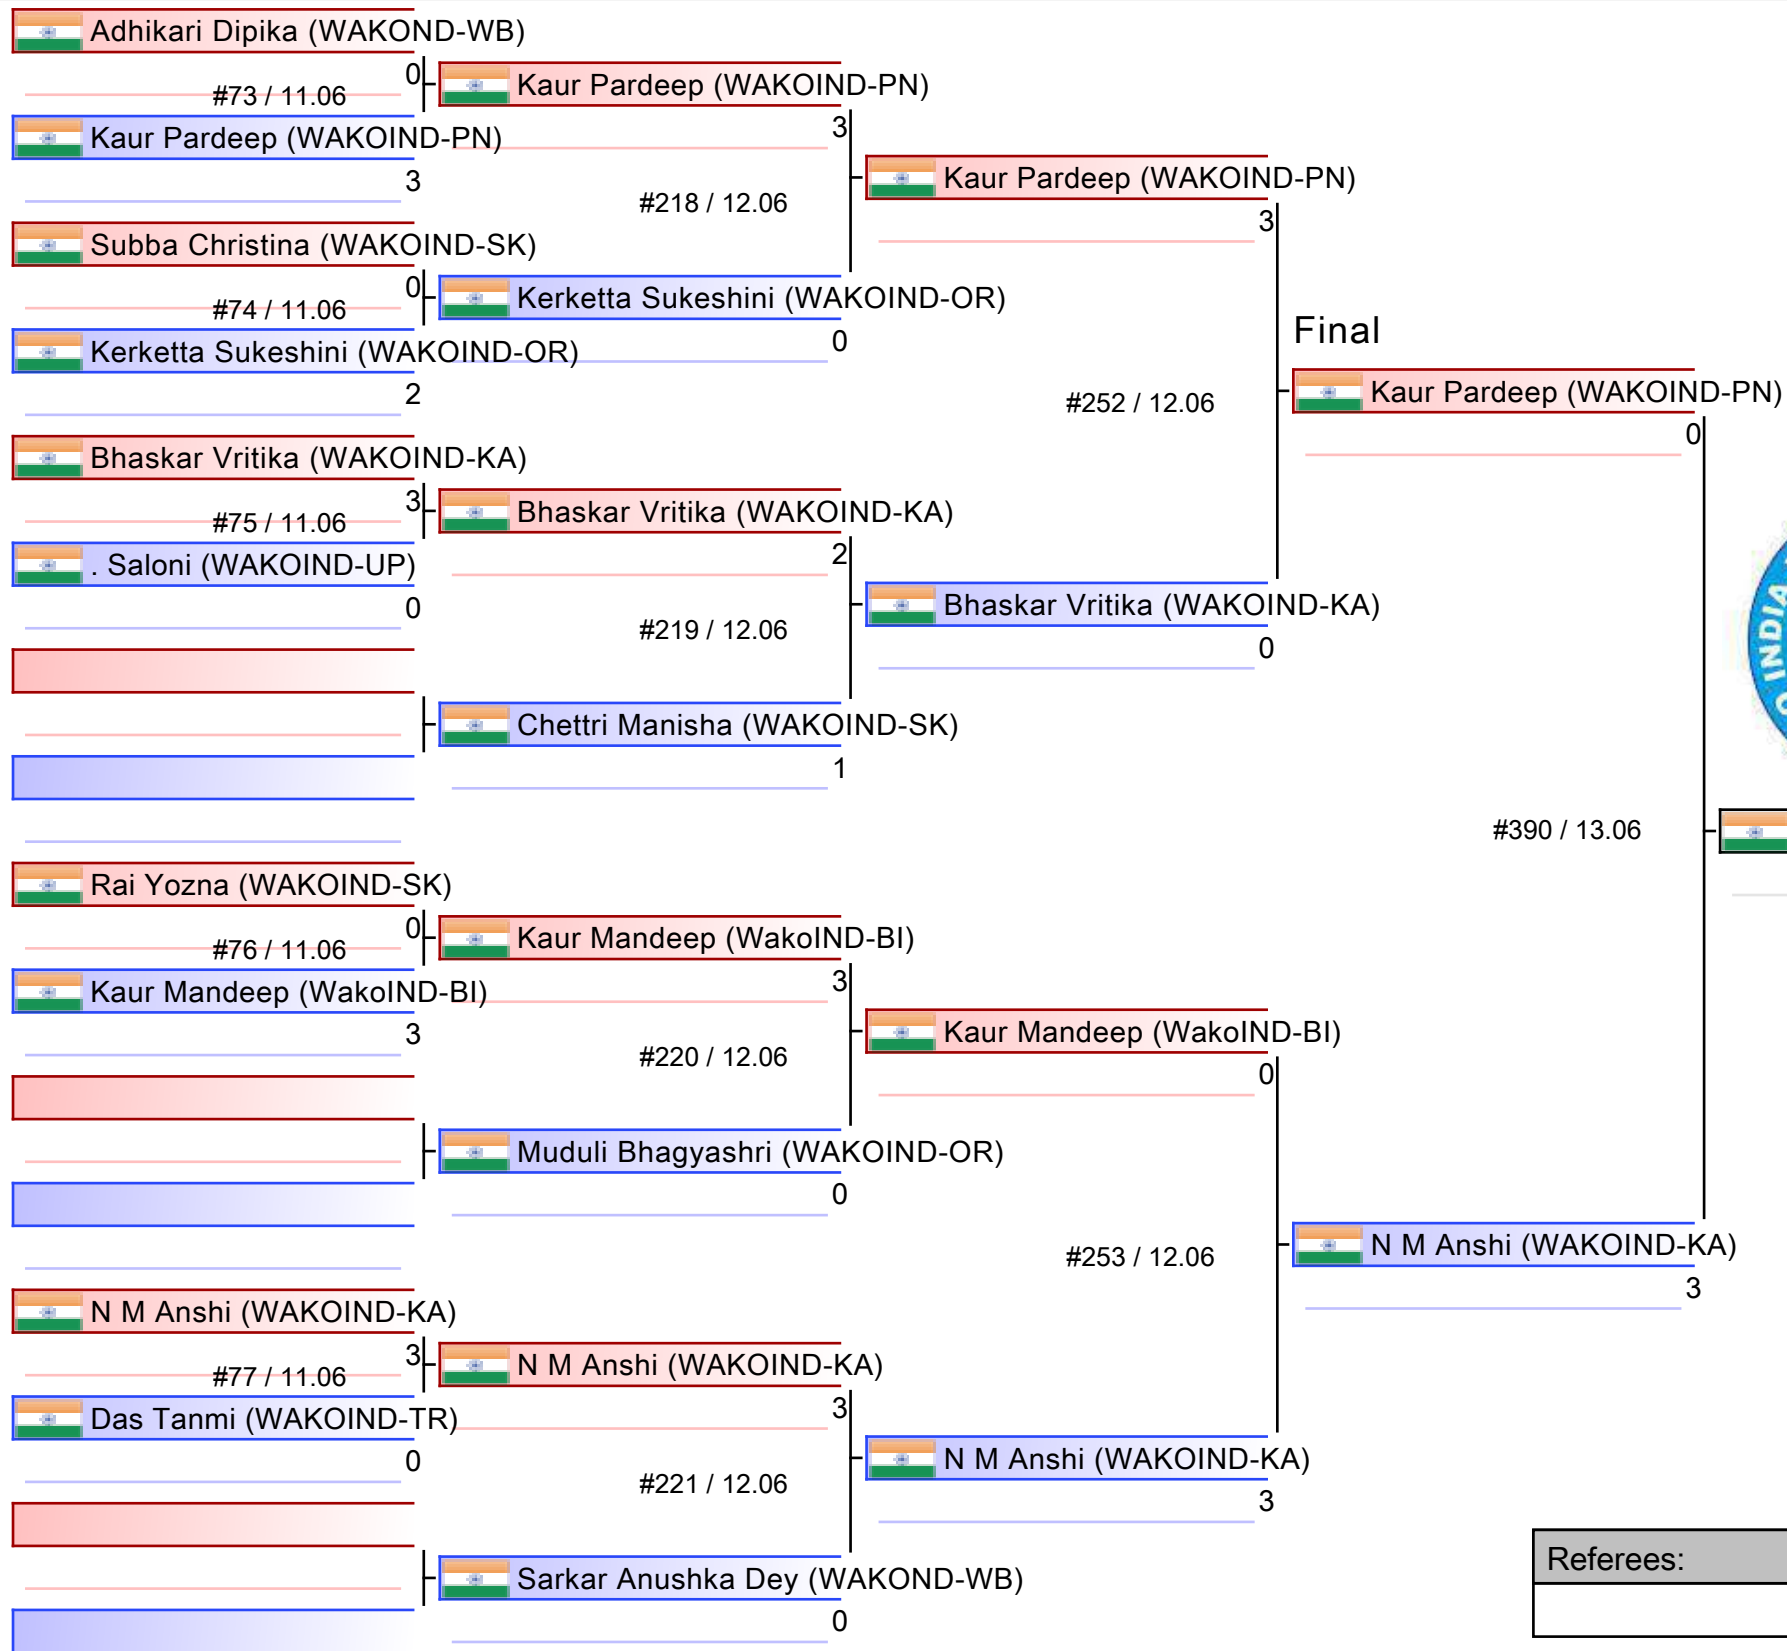 Adhikari Dipika (WAKOND-WB)
0
#73 / 11.06
Kaur Pardeep (WAKOIND-PN)
3
Subba Christina (WAKOIND-SK)
0
#74 / 11.06
Kerketta Sukeshini (WAKOIND-OR)
2
Bhaskar Vritika (WAKOIND-KA)
3
#75 / 11.06
. Saloni (WAKOIND-UP)
0
Rai Yozna (WAKOIND-SK)
0
#76 / 11.06
Kaur Mandeep (WakoIND-BI)
3
N M Anshi (WAKOIND-KA)
3
#77 / 11.06
Das Tanmi (WAKOIND-TR)
0
Kaur Pardeep (WAKOIND-PN)
3
#218 / 12.06
Kerketta Sukeshini (WAKOIND-OR)
0
Bhaskar Vritika (WAKOIND-KA)
2
#219 / 12.06
Chettri Manisha (WAKOIND-SK)
1
Kaur Mandeep (WakoIND-BI)
3
#220 / 12.06
Muduli Bhagyashri (WAKOIND-OR)
0
N M Anshi (WAKOIND-KA)
3
#221 / 12.06
Sarkar Anushka Dey (WAKOND-WB)
0
Kaur Pardeep (WAKOIND-PN)
3
#252 / 12.06
Bhaskar Vritika (WAKOIND-KA)
0
Kaur Mandeep (WakoIND-BI)
0
#253 / 12.06
N M Anshi (WAKOIND-KA)
3
Final
Kaur Pardeep (WAKOIND-PN)
0
#390 / 13.06
N M Anshi (WAKOIND-KA)
3
INDIA
Referees: